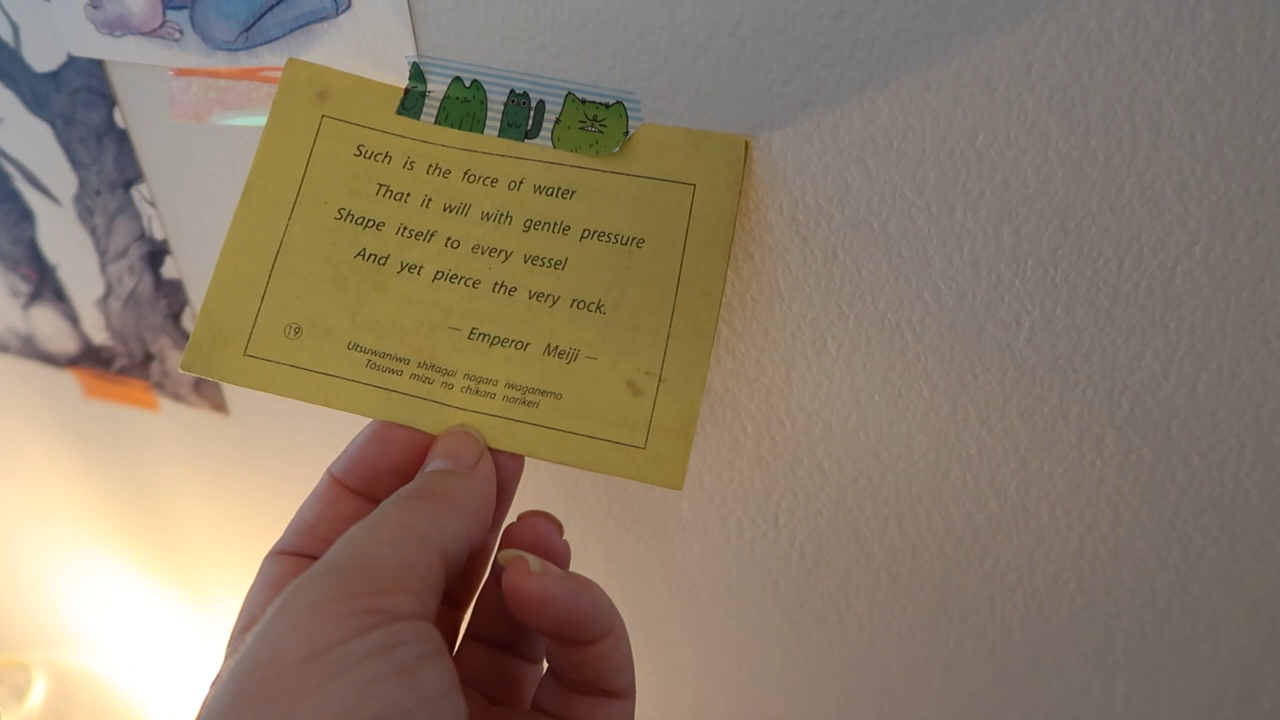 Such is the force of water
That it will with gentle pressure
Shape itself to every vessel
And yet pierce the very rock.
— Emperor Meiji —
⑲
Utsuwaniwa shitagai nagara iwaganemo
Tōsuwa mizu no chikara narikeri